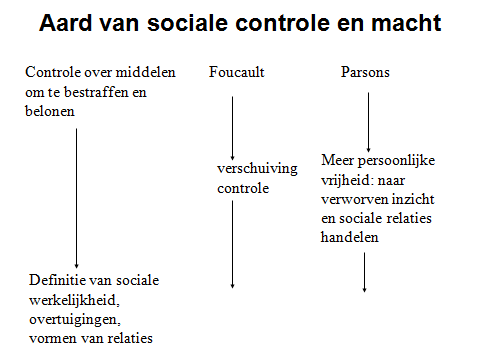 Aard van sociale controle en macht
Controle over middelen
om te bestraffen en
belonen
Foucault
Parsons
verschuiving
controle
Meer persoonlijke
vrijheid: naar
verworven inzicht
en sociale relaties
handelen
Definitie van sociale
werkelijkheid,
overtuigingen,
vormen van relaties